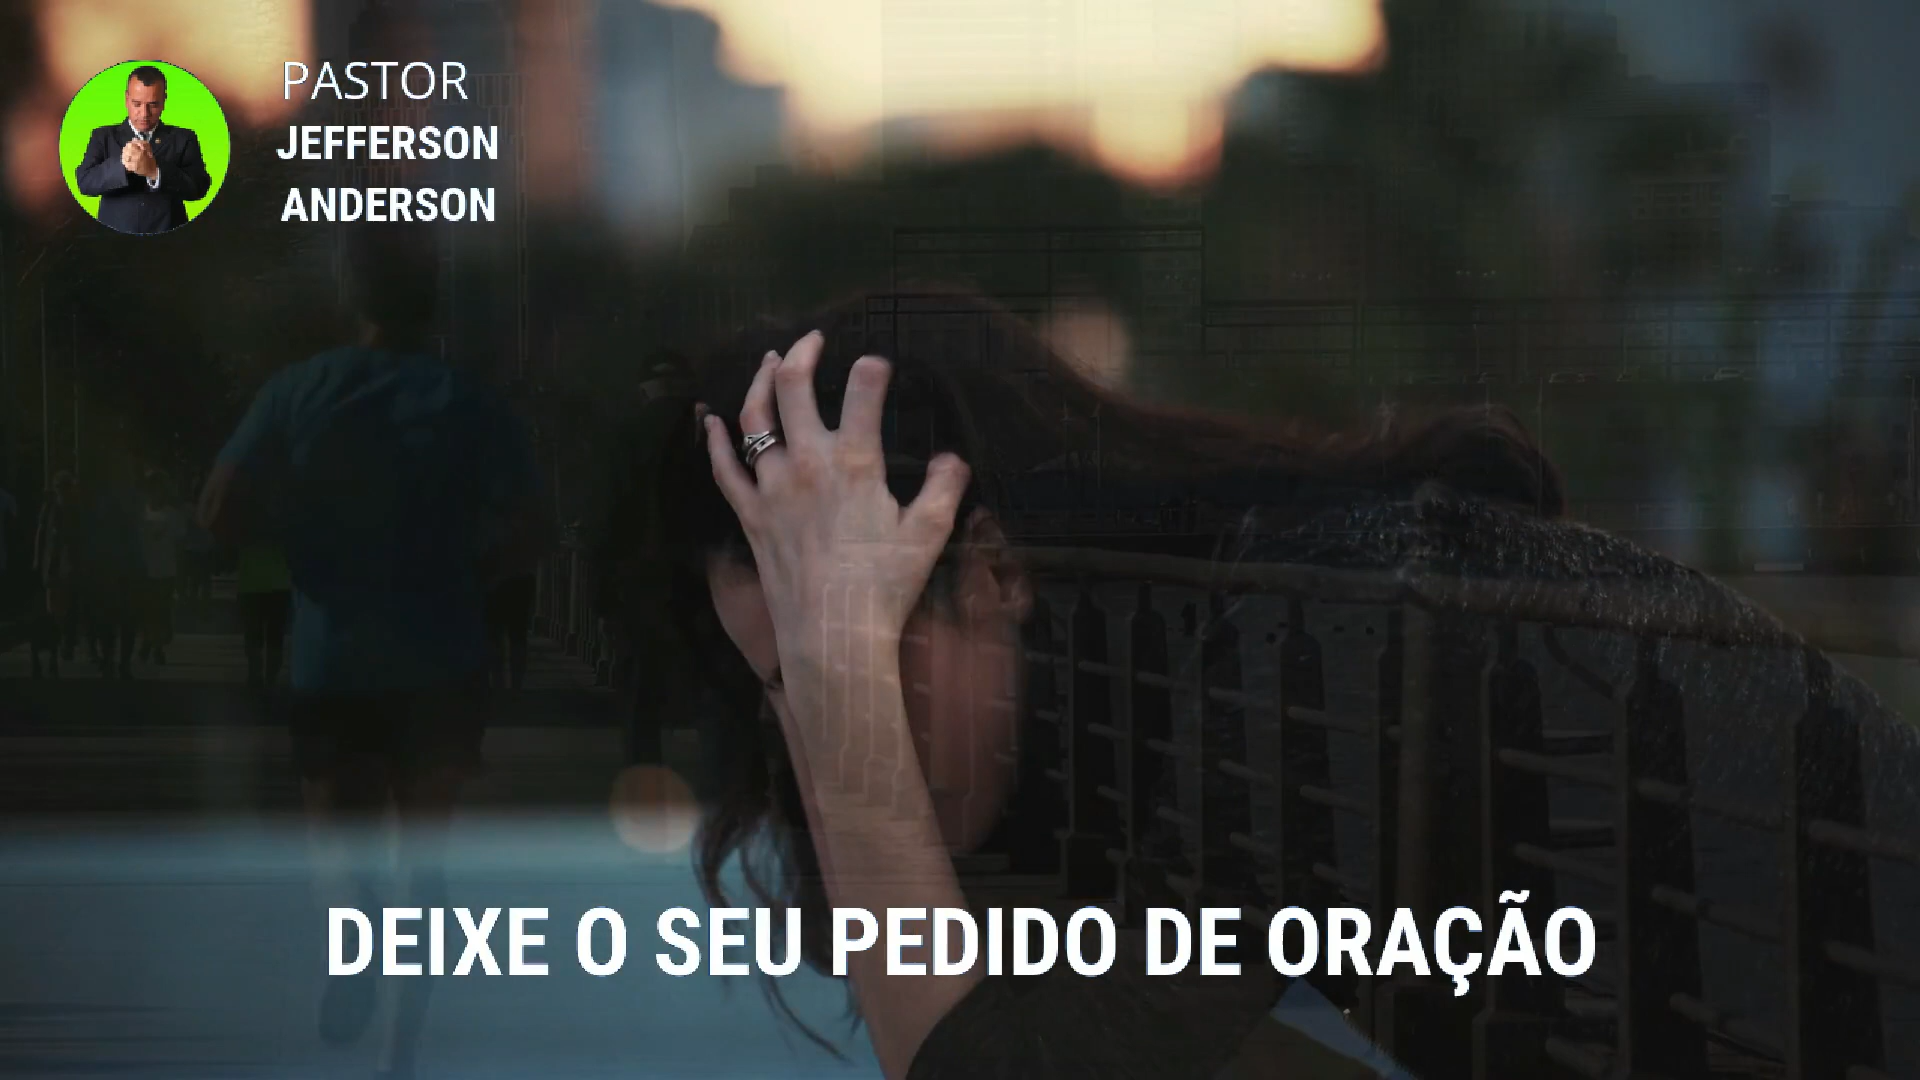 PASTOR
JEFFERSON
ANDERSON
DEIXE O SEU PEDIDO DE ORAÇÃO